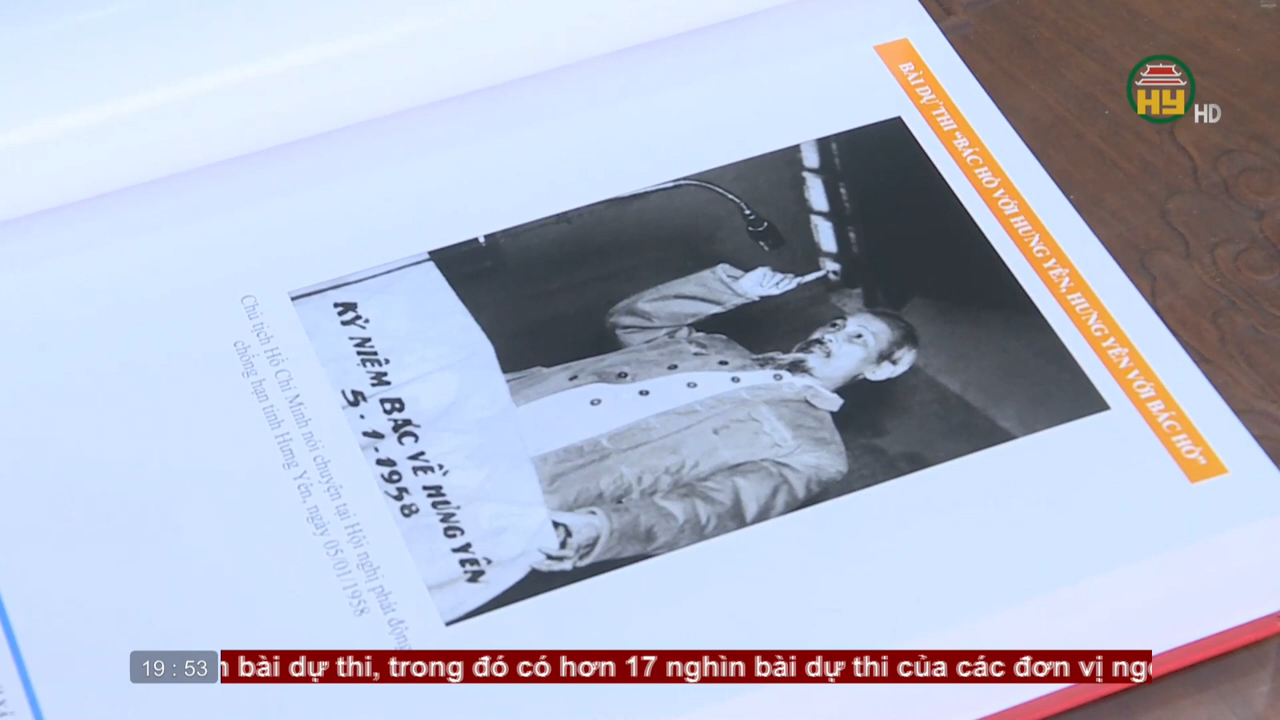 HY HD
BÀI DỰ THI "BÁC HỒ VỚI HƯNG YÊN, HƯNG YÊN VỚI BÁC HỒ"
KỶ NIỆM BÁC VỀ HƯNG YÊN
5.1-1958
Chủ tịch Hồ Chí Minh nói chuyện tại Hội nghị phát động
chống hạn tỉnh Hưng Yên, ngày 05/01/1958
19 : 53
bài dự thi, trong đó có hơn 17 nghìn bài dự thi của các đơn vị